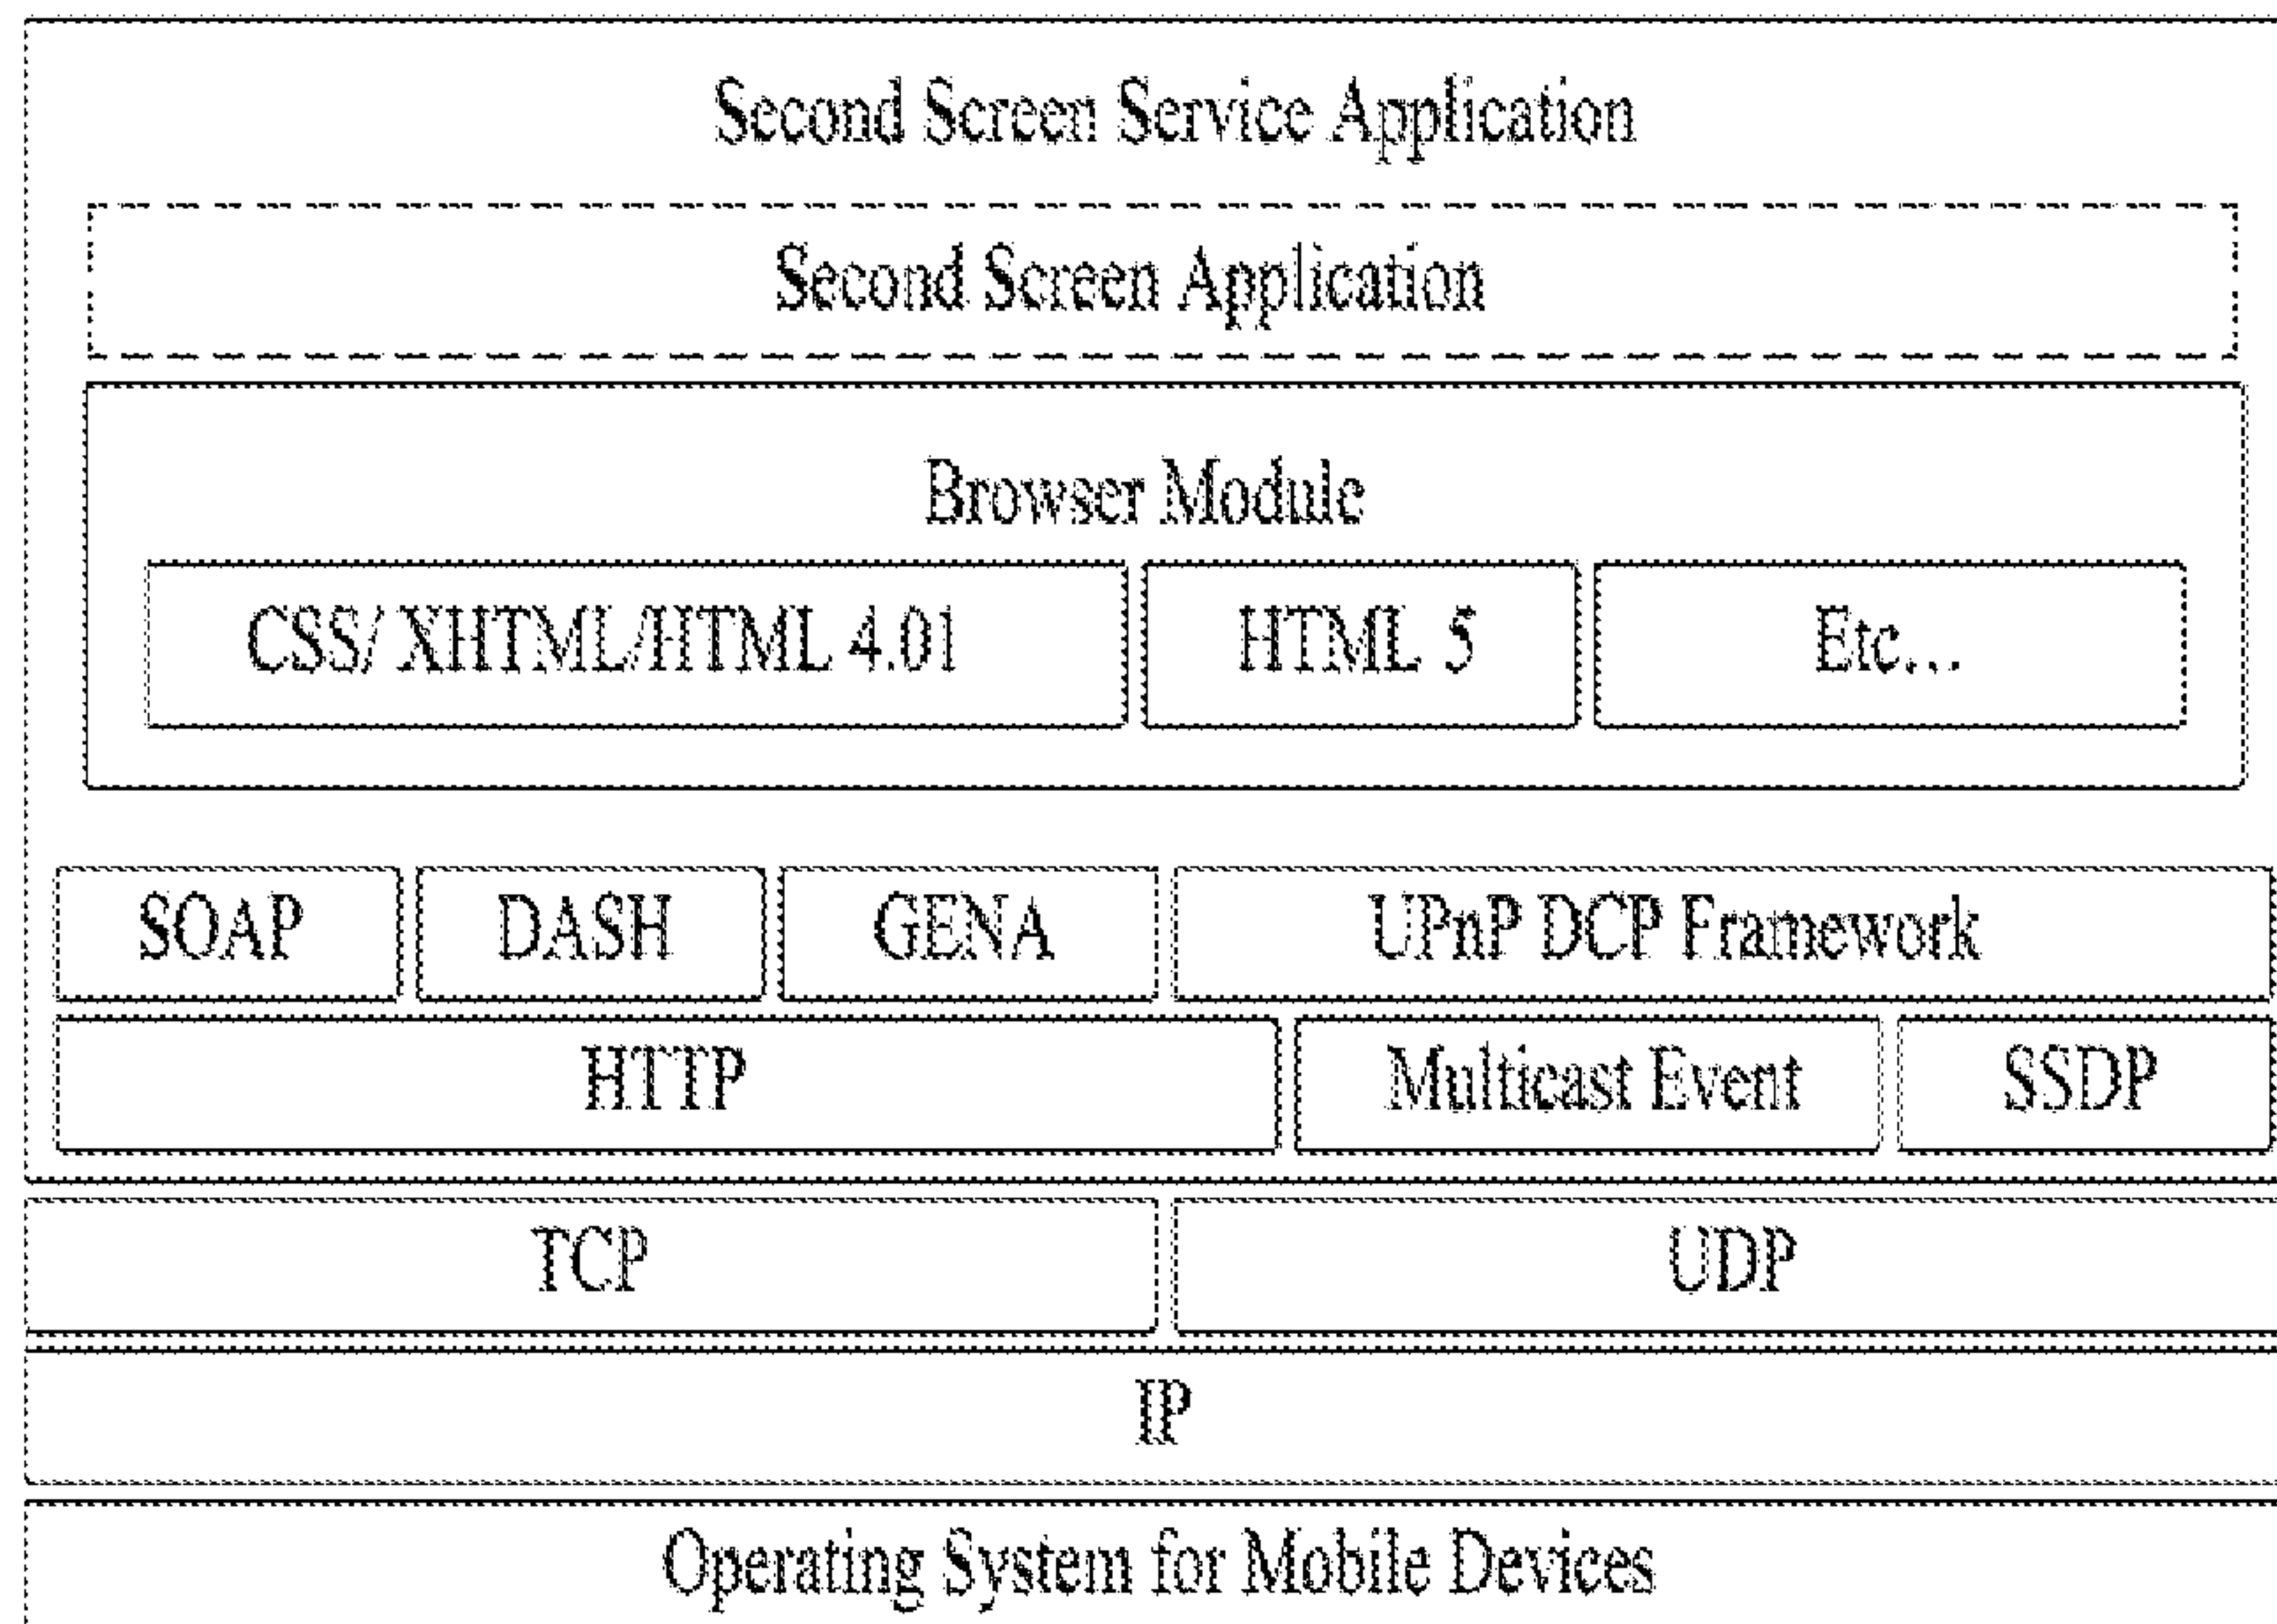 Second Screen Service Application
Second Screen Application
Browser Module
CSS/ XHTML/HTML 4.01
HTML 5
Etc...
SOAP
DASH
GENA
UPnP DCP Framework
HTTP
Multicast Event
SSDP
TCP
UDP
IP
Operating System for Mobile Devices